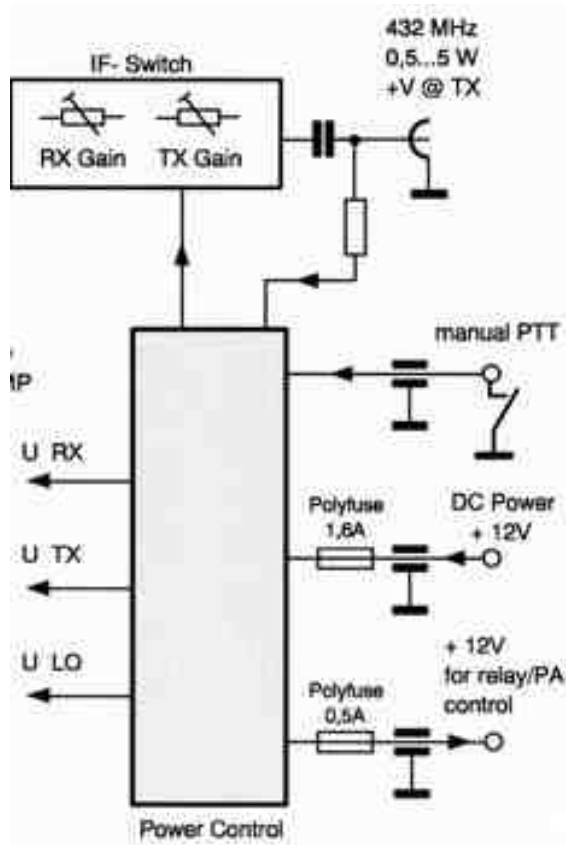 432 MHz
0,5...5 W
+V @ TX
IF- Switch
RX Gain TX Gain
manual PTT
U RX
Polyfuse
1,6A
DC Power
+ 12V
U TX
U LO
+ 12V
for relay/PA
control
Polyfuse
0,5A
Power Control